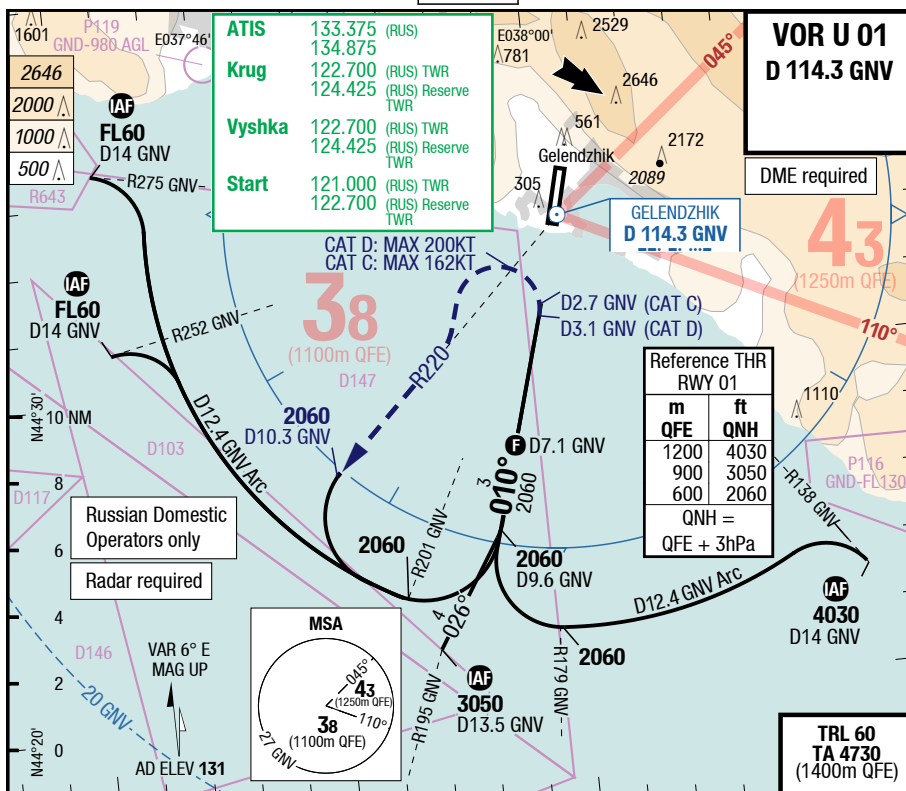 P119
GND-980 AGL
1601
E037°46'
2646
2000
1000
500
IAF
FL60
D14 GNV
R275 GNV
R643
ATIS 133.375 (RUS)
134.875
Krug 122.700 (RUS) TWR
124.425 (RUS) Reserve
TWR
Vyshka 122.700 (RUS) TWR
124.425 (RUS) Reserve
TWR
Start 121.000 (RUS) TWR
122.700 (RUS) Reserve
TWR
E038°00'
2529
781
2646
561
2172
2089
Gelendzhik
305
045°
VOR U 01
D 114.3 GNV
DME required
GELENDZHIK
D 114.3 GNV
43
(1250m QFE)
110°
CAT D: MAX 200KT
CAT C: MAX 162KT
IAF
FL60
D14 GNV
R252 GNV
38
(1100m QFE)
D147
R220
D2.7 GNV (CAT C)
D3.1 GNV (CAT D)
Reference THR
RWY 01
m ft
QFE QNH
1200 4030
900 3050
600 2060
QNH =
QFE + 3hPa
1110
P116
GND-FL130
R138 GNV
N44°30'
10 NM
8
6
4
2
0
N44°20'
D103
D117
D12.4 GNV Arc
2060
D10.3 GNV
F D7.1 GNV
3
010°
2060
Russian Domestic
Operators only
Radar required
2060
R201 GNV
2060
D9.6 GNV
D12.4 GNV Arc
IAF
4030
D14 GNV
4
026°
2060
R179 GNV
IAF
3050
D13.5 GNV
R195 GNV
D146
20 GNV
VAR 6° E
MAG UP
AD ELEV 131
MSA
045°
43
(1250m QFE)
110°
38
(1100m QFE)
27 GNV
TRL 60
TA 4730
(1400m QFE)